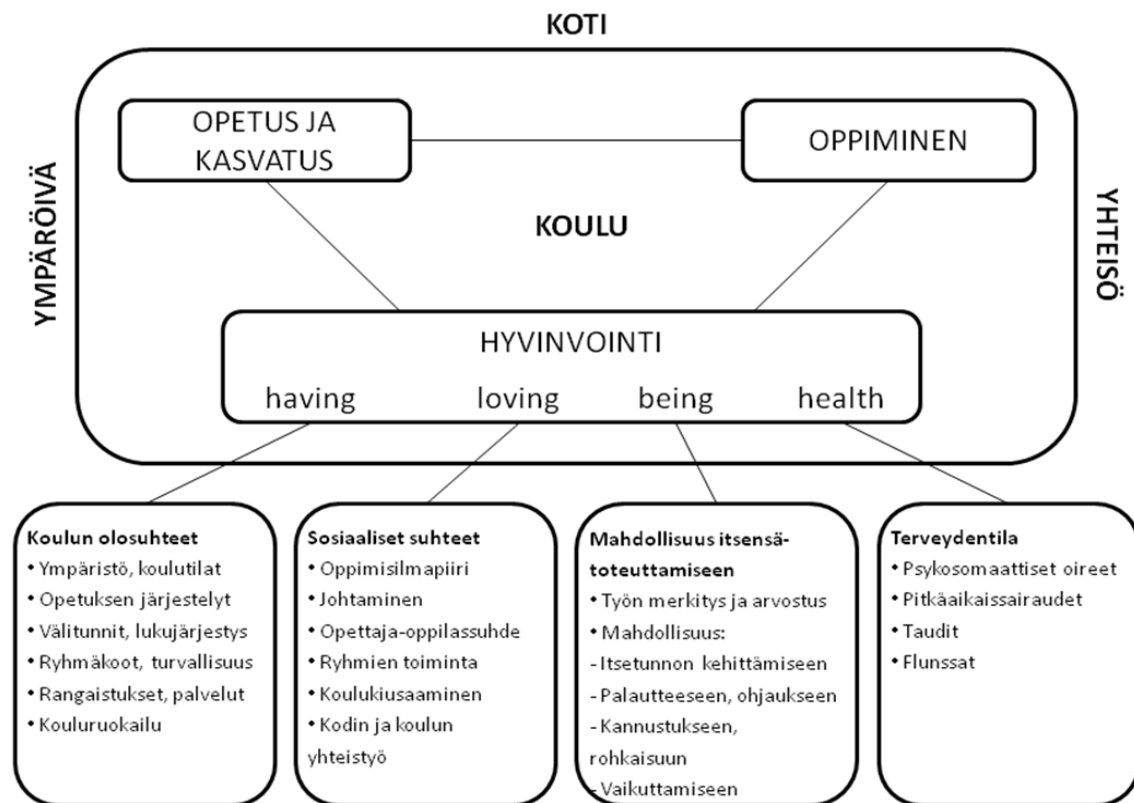 KOTI
OPETUS JA
KASVATUS
OPPIMINEN
YMPÄRÖIVÄ
KOULU
YHTEISÖ
HYVINVOINTI
having loving being health
Koulun olosuhteet
• Ympäristö, koulutilat
• Opetuksen järjestelyt
• Välitunnit, lukujärjestys
• Ryhmäkoot, turvallisuus
• Rangaistukset, palvelut
• Kouluruokailu
Sosiaaliset suhteet
• Oppimisilmapiiri
• Johtaminen
• Opettaja-oppilassuhde
• Ryhmien toiminta
• Koulukiusaaminen
• Kodin ja koulun
yhteistyö
Mahdollisuus itsensä-
toteuttamiseen
• Työn merkitys ja arvostus
• Mahdollisuus:
- Itsetunnon kehittämiseen
- Palautteeseen, ohjaukseen
- Kannustukseen,
rohkaisuun
- Vaikuttamiseen
Terveydentila
• Psykosomaattiset oireet
• Pitkäaikaissairaudet
• Taudit
• Flunssat